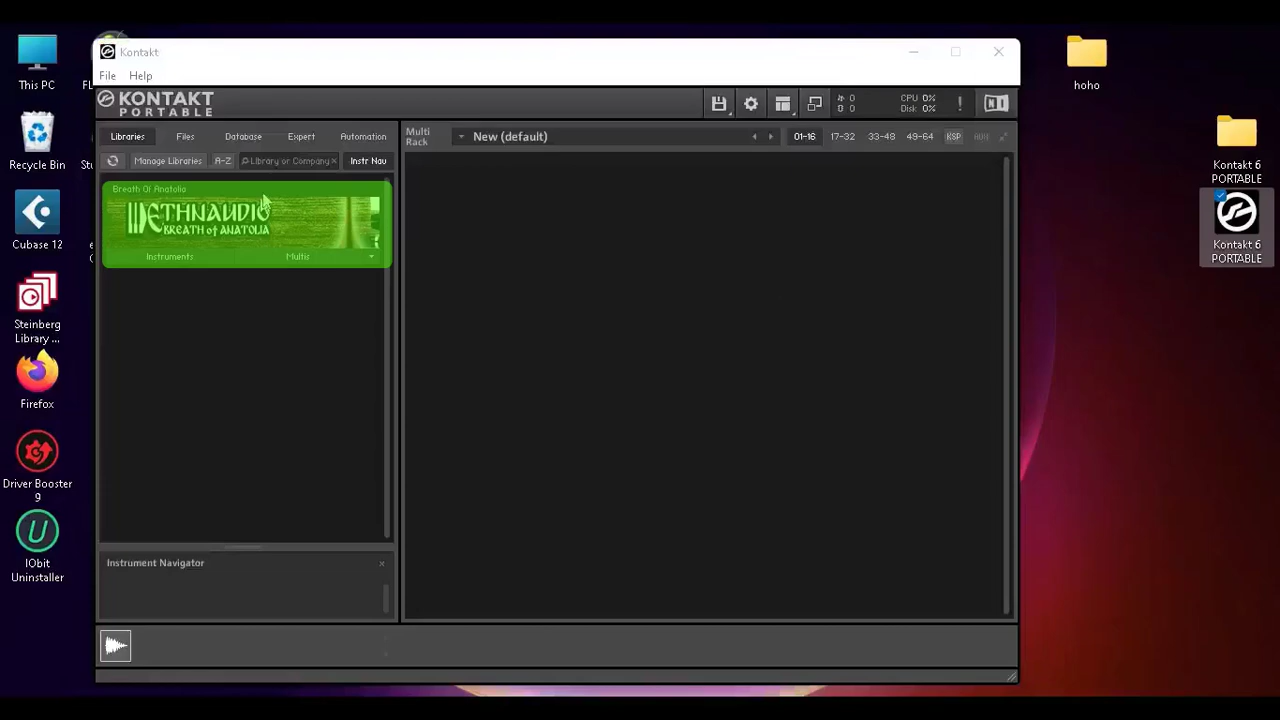 This PC
Recycle Bin
Cubase 12
Steinberg
Library ...
Firefox
Driver Booster
9
IObit
Uninstaller
Kontakt
File Help
KONTAKT
PORTABLE
0
0
CPU 0%
Disk 0%
!
Libraries Files Database Expert Automation
Manage Libraries A-Z Library or Company × Instr Nav
Breath Of Anatolia
ETHNAUDIO
BREATH of ANATOLIA
Instruments Multis
Instrument Navigator ×
Multi
Rack
New (default)
01-16 17-32 33-48 49-64 KSP AUX
hoho
Kontakt 6
PORTABLE
Kontakt 6
PORTABLE